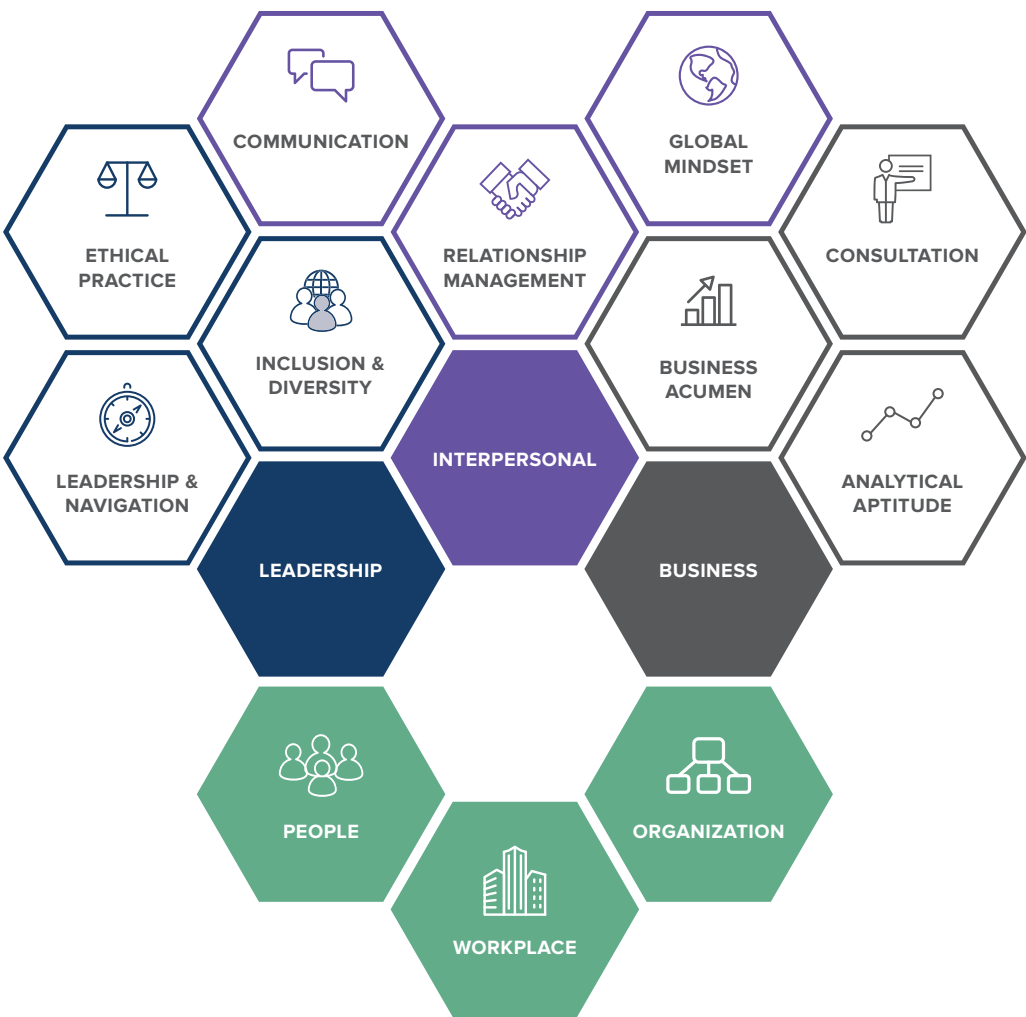 COMMUNICATION
GLOBAL
MINDSET
ETHICAL
PRACTICE
RELATIONSHIP
MANAGEMENT
CONSULTATION
INCLUSION &
DIVERSITY
BUSINESS
ACUMEN
LEADERSHIP &
NAVIGATION
INTERPERSONAL
ANALYTICAL
APTITUDE
LEADERSHIP
BUSINESS
PEOPLE
ORGANIZATION
WORKPLACE